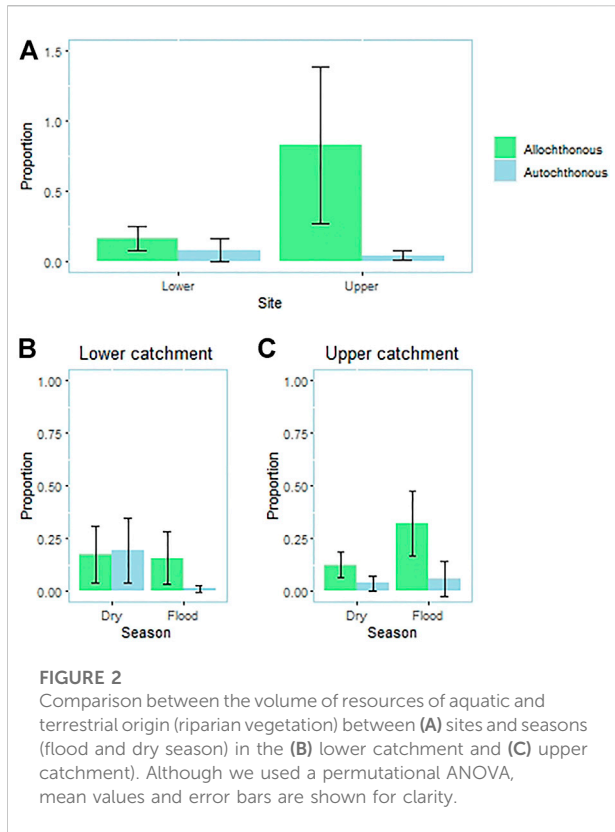 A
1.5
1.0
0.5
0.0
Proportion
Lower
Upper
Site
Allochthonous
Autochthonous
B
Lower catchment
1.00
0.75
0.50
0.25
0.00
Proportion
Dry
Flood
Season
C
Upper catchment
1.00
0.75
0.50
0.25
0.00
Proportion
Dry
Flood
Season
FIGURE 2
Comparison between the volume of resources of aquatic and
terrestrial origin (riparian vegetation) between (A) sites and seasons
(flood and dry season) in the (B) lower catchment and (C) upper
catchment). Although we used a permutational ANOVA,
mean values and error bars are shown for clarity.